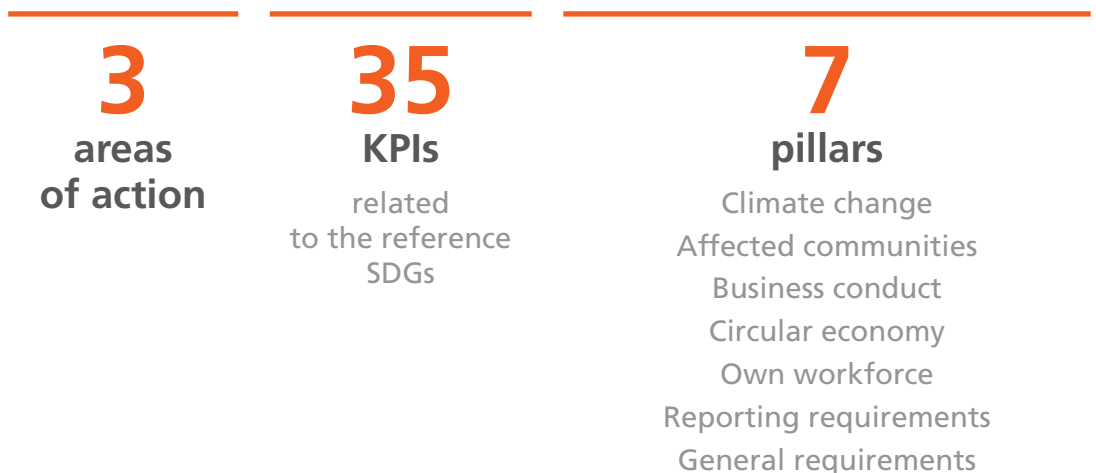 3
areas
of action
35
KPIs
related
to the reference
SDGs
7
pillars
Climate change
Affected communities
Business conduct
Circular economy
Own workforce
Reporting requirements
General requirements